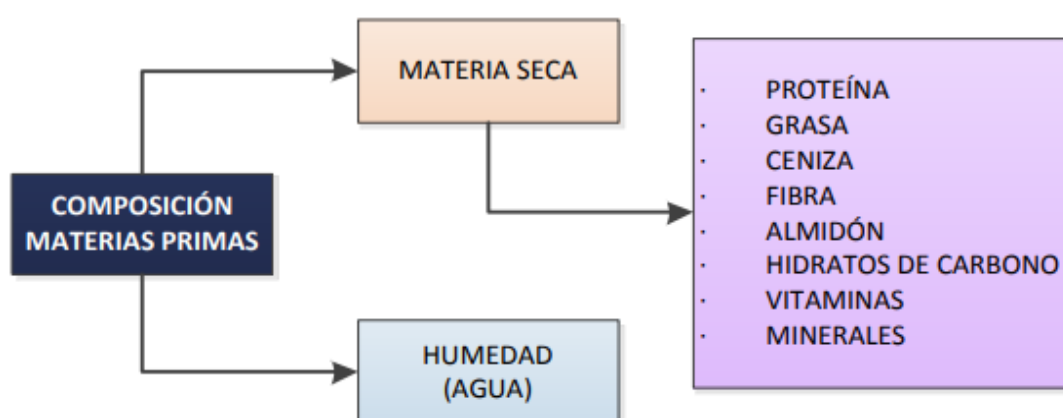 COMPOSICIÓN
MATERIAS PRIMAS
MATERIA SECA
HUMEDAD
(AGUA)
· PROTEÍNA
· GRASA
· CENIZA
· FIBRA
· ALMIDÓN
· HIDRATOS DE CARBONO
· VITAMINAS
· MINERALES